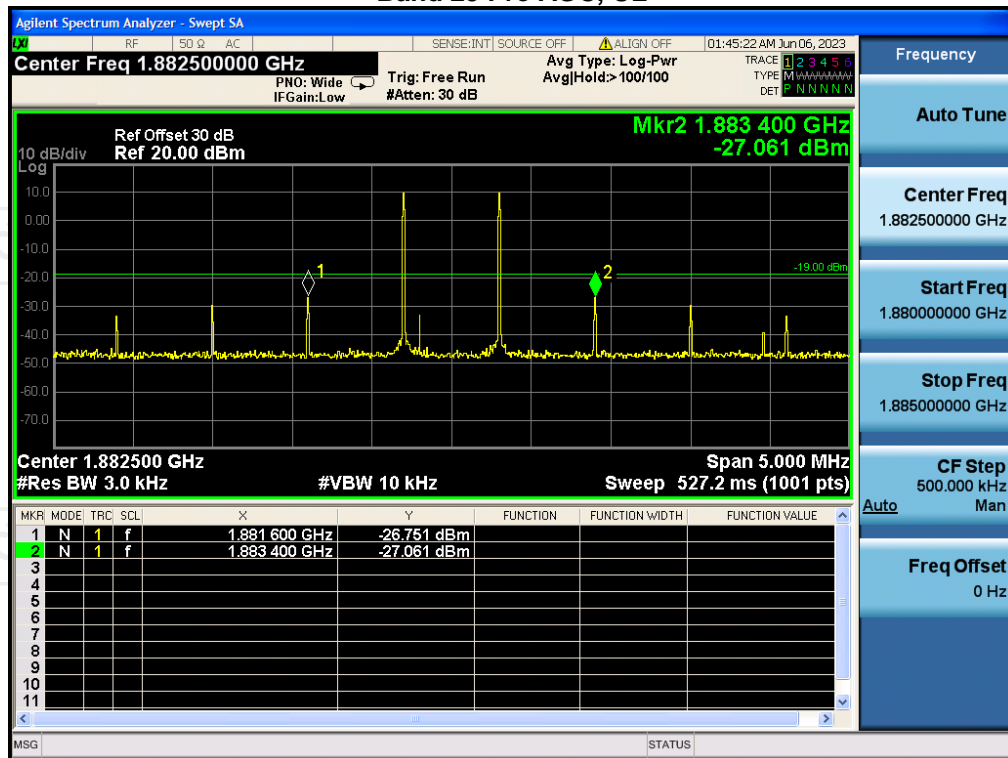 Agilent Spectrum Analyzer - Swept SA
LXI RF 50 Ω AC SENSE:INT SOURCE OFF ALIGN OFF 01:45:22 AM Jun 06, 2023
Center Freq 1.882500000 GHz
PNO: Wide
IFGain:Low
Trig: Free Run
#Atten: 30 dB
Avg Type: Log-Pwr
Avg|Hold:>100/100
TRACE 1 2 3 4 5 6
TYPE M
DET P N N N N N
Mkr2 1.883 400 GHz
-27.061 dBm
Ref Offset 30 dB
10 dB/div Ref 20.00 dBm
Log
10.0
0.00
-10.0
-20.0
-30.0
-40.0
-50.0
-60.0
-70.0
1
2
-19.00 dBm
Center 1.882500 GHz Span 5.000 MHz
#Res BW 3.0 kHz #VBW 10 kHz Sweep 527.2 ms (1001 pts)
MKR MODE TRC SCL X Y FUNCTION FUNCTION WIDTH FUNCTION VALUE
1 N 1 f 1.881 600 GHz -26.751 dBm
2 N 1 f 1.883 400 GHz -27.061 dBm
3
4
5
6
7
8
9
10
11
MSG STATUS
Frequency
Auto Tune
Center Freq
1.882500000 GHz
Start Freq
1.880000000 GHz
Stop Freq
1.885000000 GHz
CF Step
500.000 kHz
Auto Man
Freq Offset
0 Hz